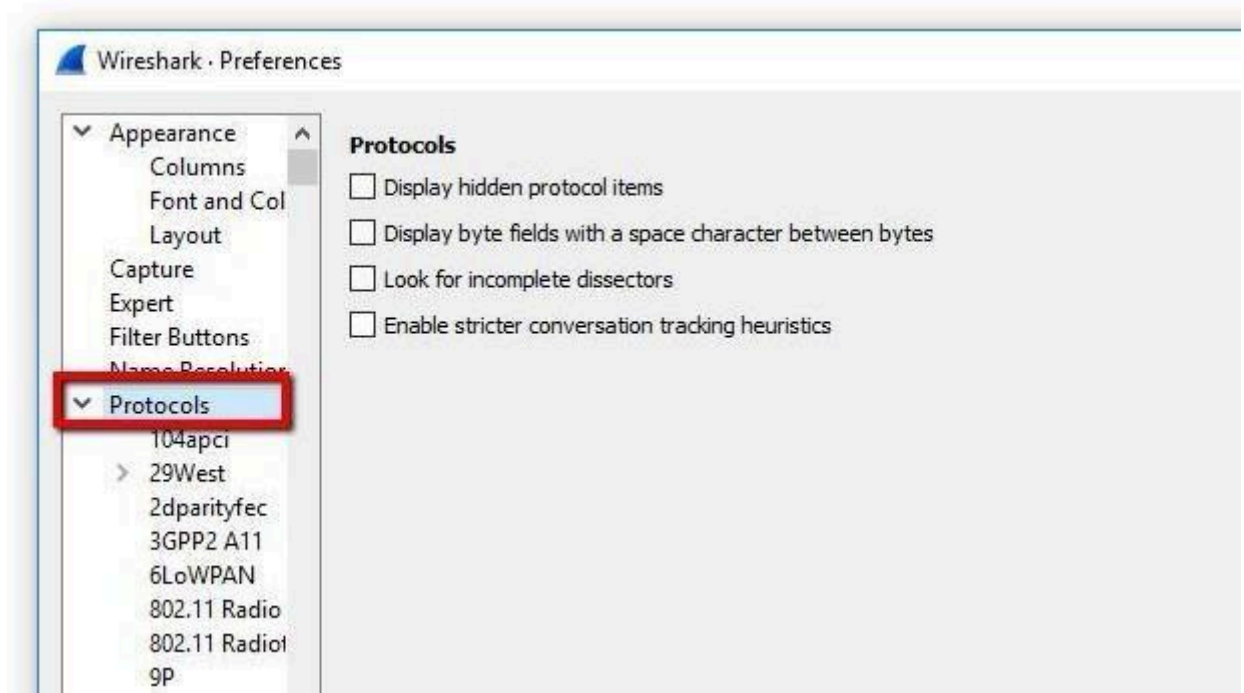 Wireshark · Preferences
Appearance
Columns
Font and Col
Layout
Capture
Expert
Filter Buttons
Name Resolution
Protocols
104apci
29West
2dparityfec
3GPP2 A11
6LoWPAN
802.11 Radio
802.11 Radiot
9P
Protocols
Display hidden protocol items
Display byte fields with a space character between bytes
Look for incomplete dissectors
Enable stricter conversation tracking heuristics